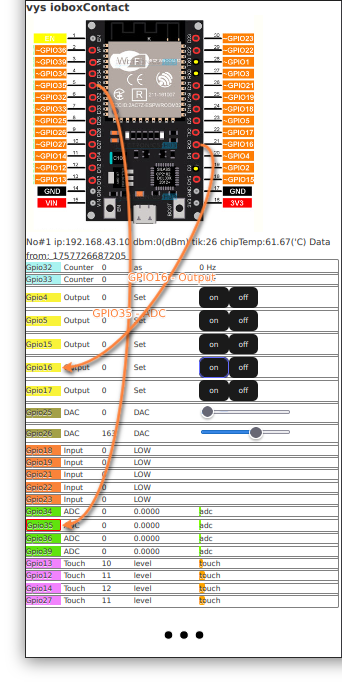 vys ioboxContact
EN ~GPIO23
~GPIO36 ~GPIO22
~GPIO39 ~GPIO1
~GPIO34 ~GPIO3
~GPIO35 ~GPIO21
~GPIO32 ~GPIO19
~GPIO33 ~GPIO18
~GPIO25 ~GPIO5
~GPIO26 ~GPIO17
~GPIO27 ~GPIO16
~GPIO14 ~GPIO4
~GPIO12 ~GPIO2
~GPIO13 ~GPIO15
GND GND
VIN 3V3
WiFi
CE
R
EN
BOOT
No#1 ip:192.168.43.10 dbm:0(dBm) tik:26 chipTemp:61.67('C) Data
from: 1757726687205
Gpio32 Counter 0 as 0 Hz
Gpio33 Counter 0
GPIO16 - Output
Gpio4 Output 0 Set on off
GPIO35 - ADC
Gpio5 Output 0 Set on off
Gpio15 Output 0 Set on off
Gpio16 Output 0 Set on off
Gpio17 Output 0 Set on off
Gpio25 DAC 0 DAC
Gpio26 DAC 16 DAC
Gpio18 Input 0 LOW
Gpio19 Input 0 LOW
Gpio21 Input 0 LOW
Gpio22 Input 0 LOW
Gpio23 Input 0 LOW
Gpio34 ADC 0 0.0000 adc
Gpio35 ADC 0 0.0000 adc
Gpio36 ADC 0 0.0000 adc
Gpio39 ADC 0 0.0000 adc
Gpio13 Touch 10 level touch
Gpio12 Touch 11 level touch
Gpio14 Touch 12 level touch
Gpio27 Touch 11 level touch